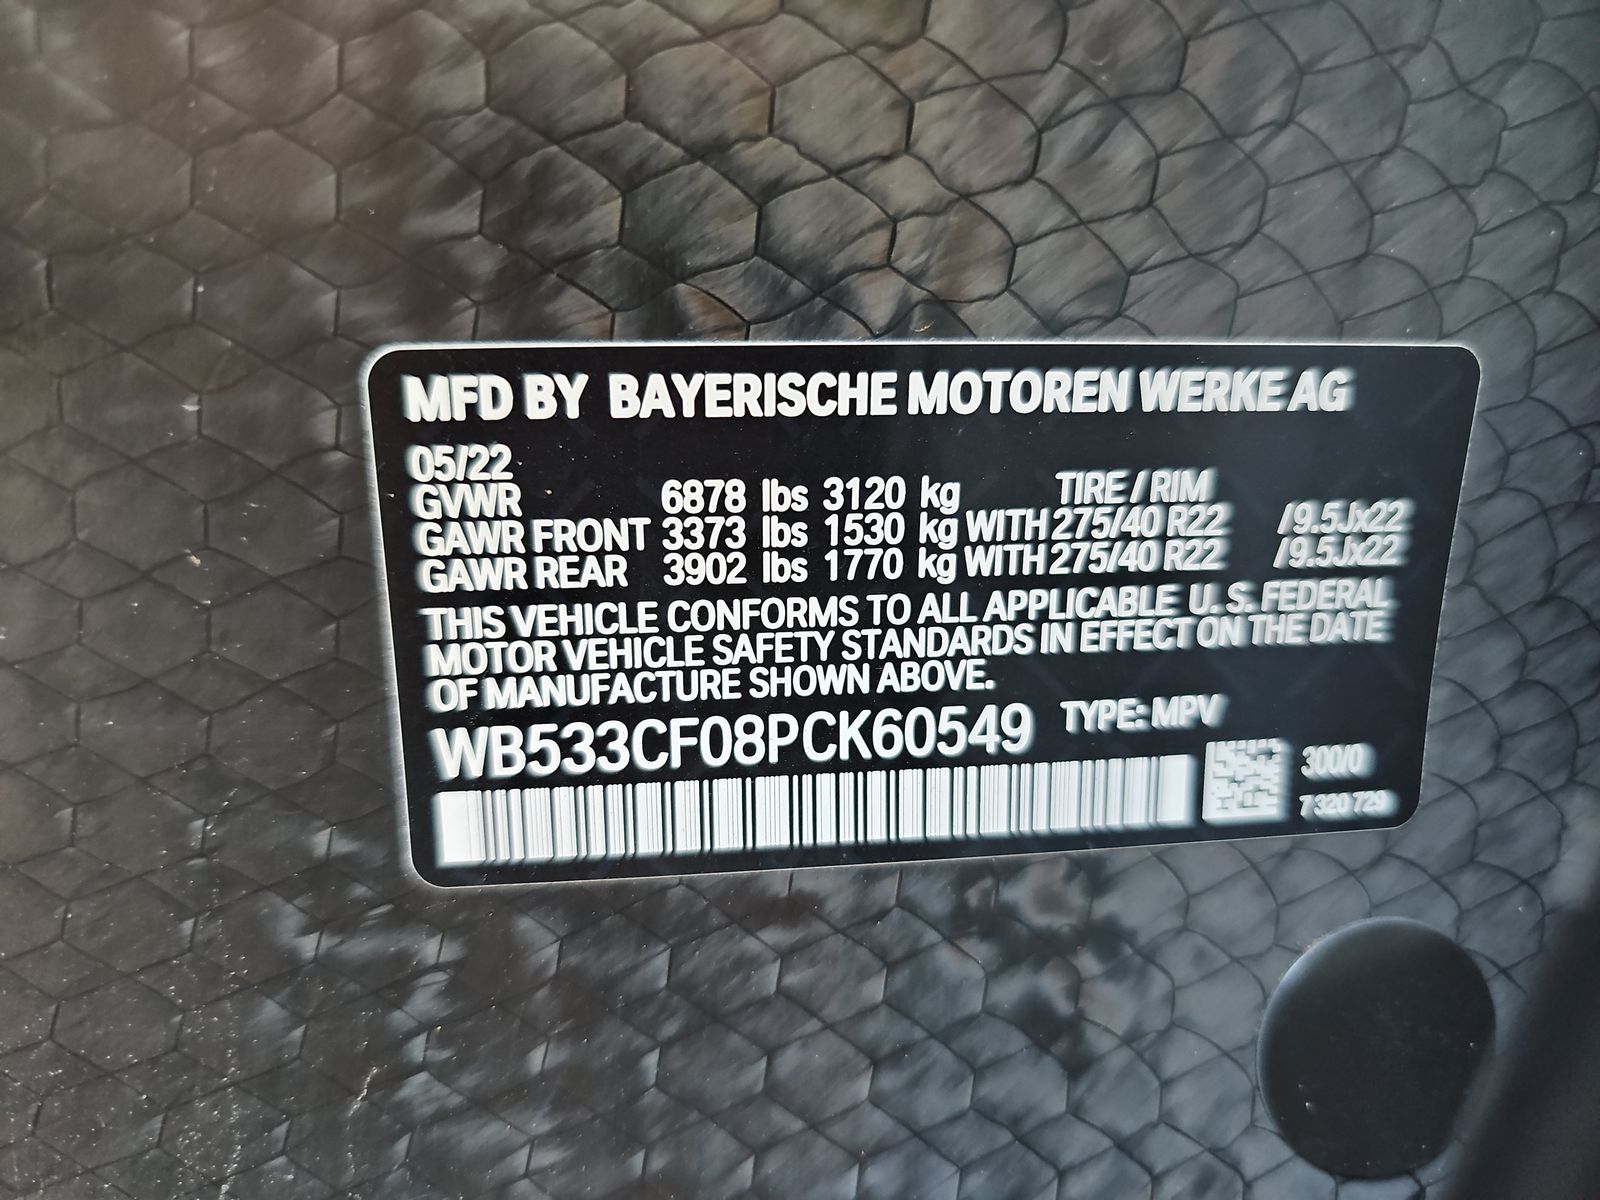 MFD BY BAYERISCHE MOTOREN WERKE AG
05/22
GVWR 6878 lbs 3120 kg TIRE / RIM
GAWR FRONT 3373 lbs 1530 kg WITH 275/40 R22 /9.5Jx22
GAWR REAR 3902 lbs 1770 kg WITH 275/40 R22 /9.5Jx22
THIS VEHICLE CONFORMS TO ALL APPLICABLE U. S. FEDERAL
MOTOR VEHICLE SAFETY STANDARDS IN EFFECT ON THE DATE
OF MANUFACTURE SHOWN ABOVE.
WB533CF08PCK60549 TYPE: MPV
300/0
7 320 729